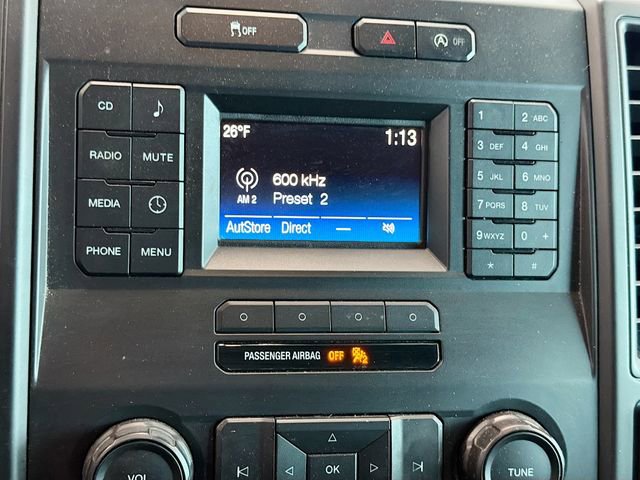 OFF
OFF
CD
RADIO MUTE
MEDIA
PHONE MENU
26°F 1:13
600 kHz
AM 2 Preset 2
AutoStore Direct
1 2 ABC
3 DEF 4 GHI
5 JKL 6 MNO
7 PQRS 8 TUV
9 WXYZ 0 +
* #
PASSENGER AIRBAG OFF 2
OK
VOL
TUNE